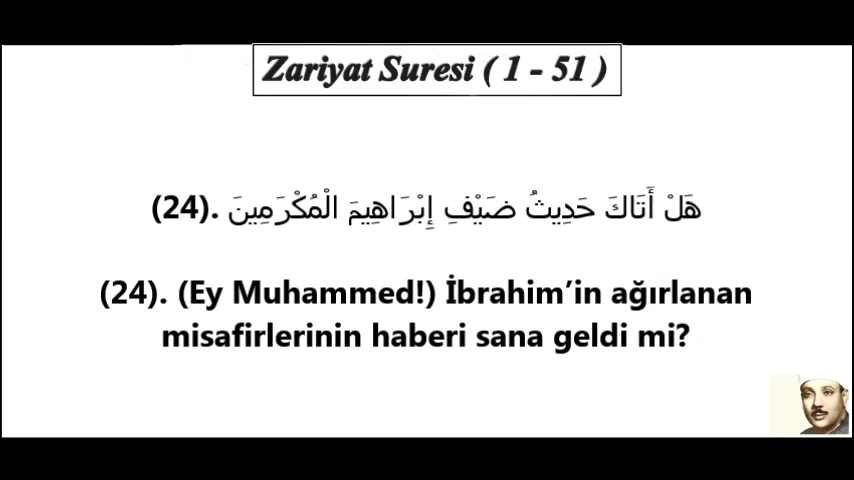 Zariyat Suresi ( 1 - 51 )
(24). هَلْ أَتَاكَ حَدِيثُ ضَيْفِ إِبْرَاهِيمَ الْمُكْرَمِينَ
(24). (Ey Muhammed!) İbrahim’in ağırlanan
misafirlerinin haberi sana geldi mi?